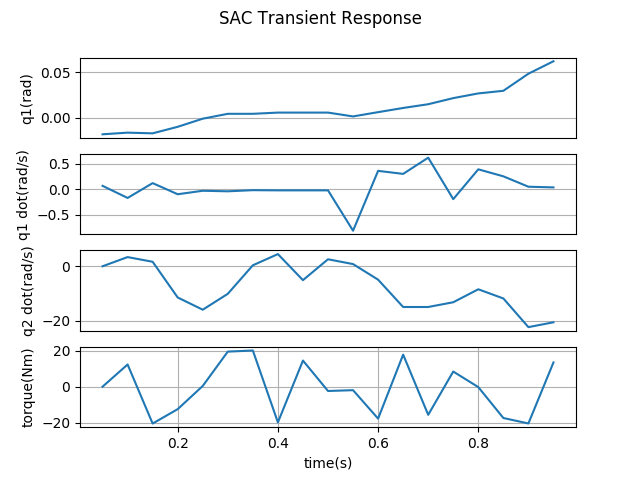 SAC Transient Response
q1(rad)
0.05
0.00
q1 dot(rad/s)
0.5
0.0
−0.5
q2 dot(rad/s)
0
−20
torque(Nm)
20
0
−20
0.2 0.4 0.6 0.8
time(s)